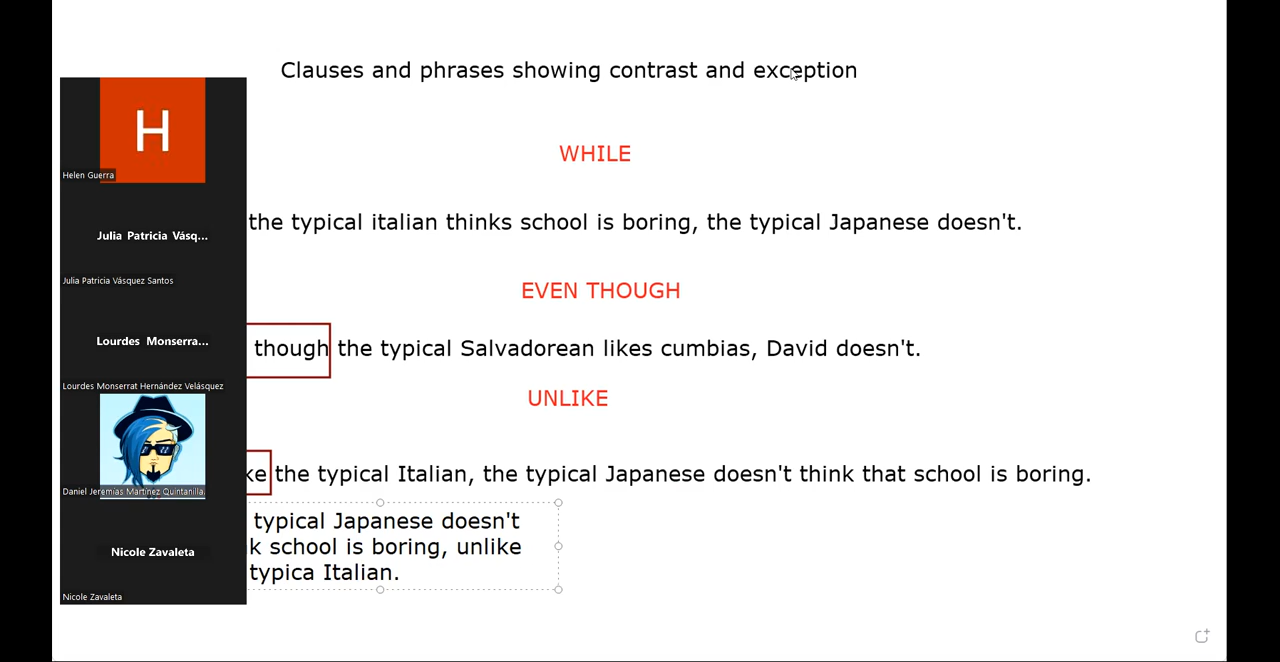 Clauses and phrases showing contrast and exception
WHILE
the typical italian thinks school is boring, the typical Japanese doesn't.
EVEN THOUGH
though the typical Salvadorean likes cumbias, David doesn't.
UNLIKE
ke the typical Italian, the typical Japanese doesn't think that school is boring.
typical Japanese doesn't
k school is boring, unlike
typica Italian.
H
Helen Guerra
Julia Patricia Vásq...
Julia Patricia Vásquez Santos
Lourdes Monserra...
Lourdes Monserrat Hernández Velásquez
Daniel Jeremías Martínez Quintanilla
Nicole Zavaleta
Nicole Zavaleta